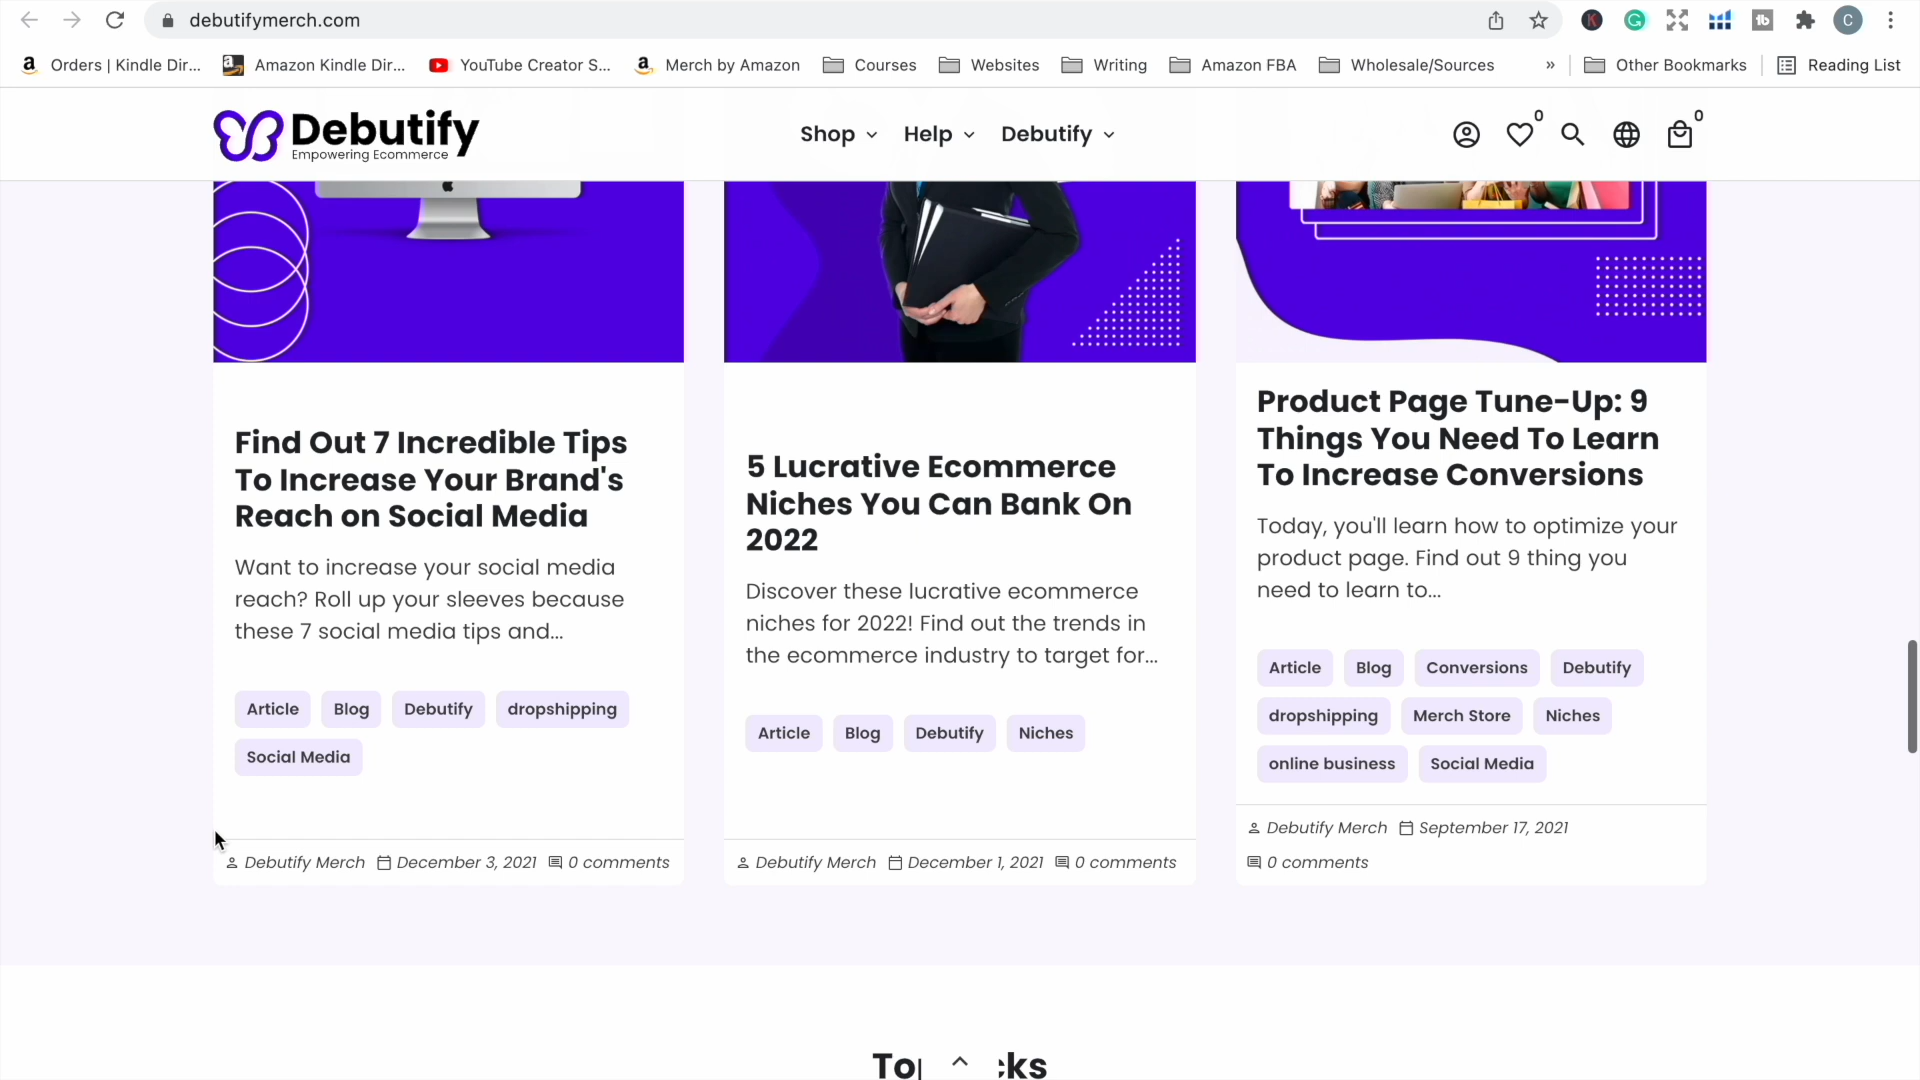 debutifymerch.com
Orders | Kindle Dir...
Amazon Kindle Dir...
YouTube Creator S...
Merch by Amazon
Courses
Websites
Writing
Amazon FBA
Wholesale/Sources
»
Other Bookmarks
Reading List
Debutify
Empowering Ecommerce
Shop
Help
Debutify
0
0
Find Out 7 Incredible Tips
To Increase Your Brand's
Reach on Social Media
Want to increase your social media
reach? Roll up your sleeves because
these 7 social media tips and...
Article Blog Debutify dropshipping
Social Media
Debutify Merch December 3, 2021 0 comments
5 Lucrative Ecommerce
Niches You Can Bank On
2022
Discover these lucrative ecommerce
niches for 2022! Find out the trends in
the ecommerce industry to target for...
Article Blog Debutify Niches
Debutify Merch December 1, 2021 0 comments
Product Page Tune-Up: 9
Things You Need To Learn
To Increase Conversions
Today, you'll learn how to optimize your
product page. Find out 9 thing you
need to learn to...
Article Blog Conversions Debutify
dropshipping Merch Store Niches
online business Social Media
Debutify Merch September 17, 2021
0 comments